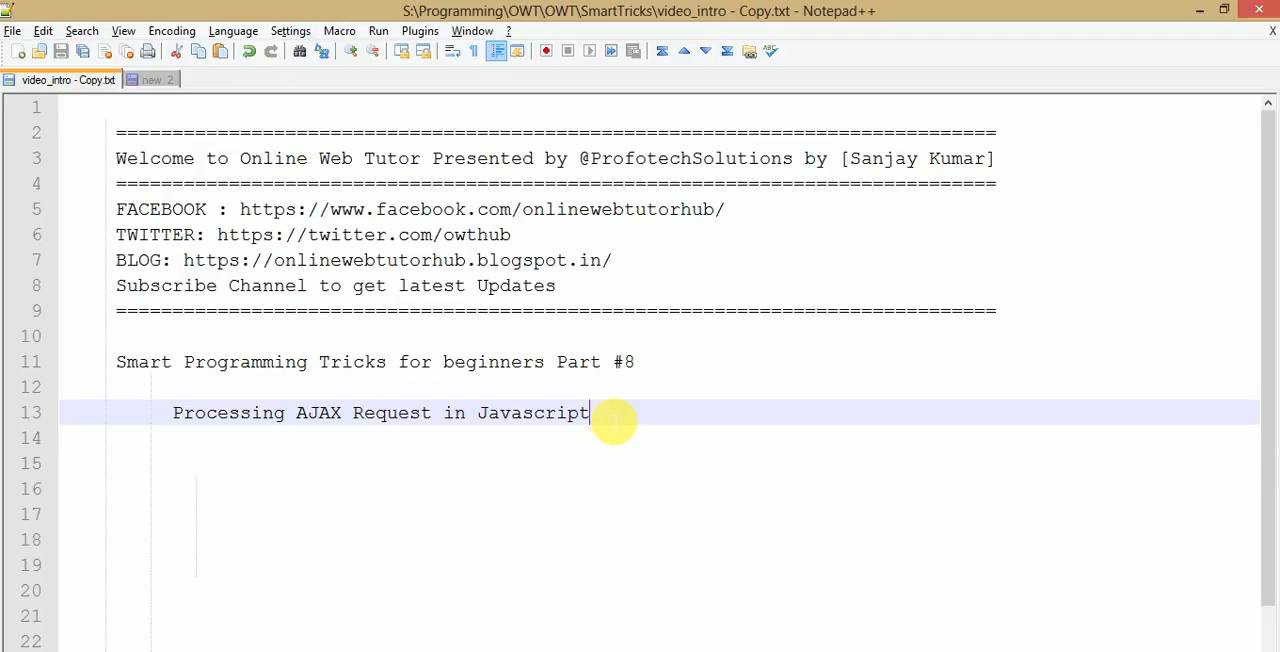 S:\Programming\OWT\OWT\SmartTricks\video_intro - Copy.txt - Notepad++
File Edit Search View Encoding Language Settings Macro Run Plugins Window ? X
video_intro - Copy.txt new 2
1
2 ==============================================================================
3 Welcome to Online Web Tutor Presented by @ProfotechSolutions by [Sanjay Kumar]
4 ==============================================================================
5 FACEBOOK : https://www.facebook.com/onlinewebtutorhub/
6 TWITTER: https://twitter.com/owthub
7 BLOG: https://onlinewebtutorhub.blogspot.in/
8 Subscribe Channel to get latest Updates
9 ==============================================================================
10
11 Smart Programming Tricks for beginners Part #8
12
13 Processing AJAX Request in Javascript
14
15
16
17
18
19
20
21
22